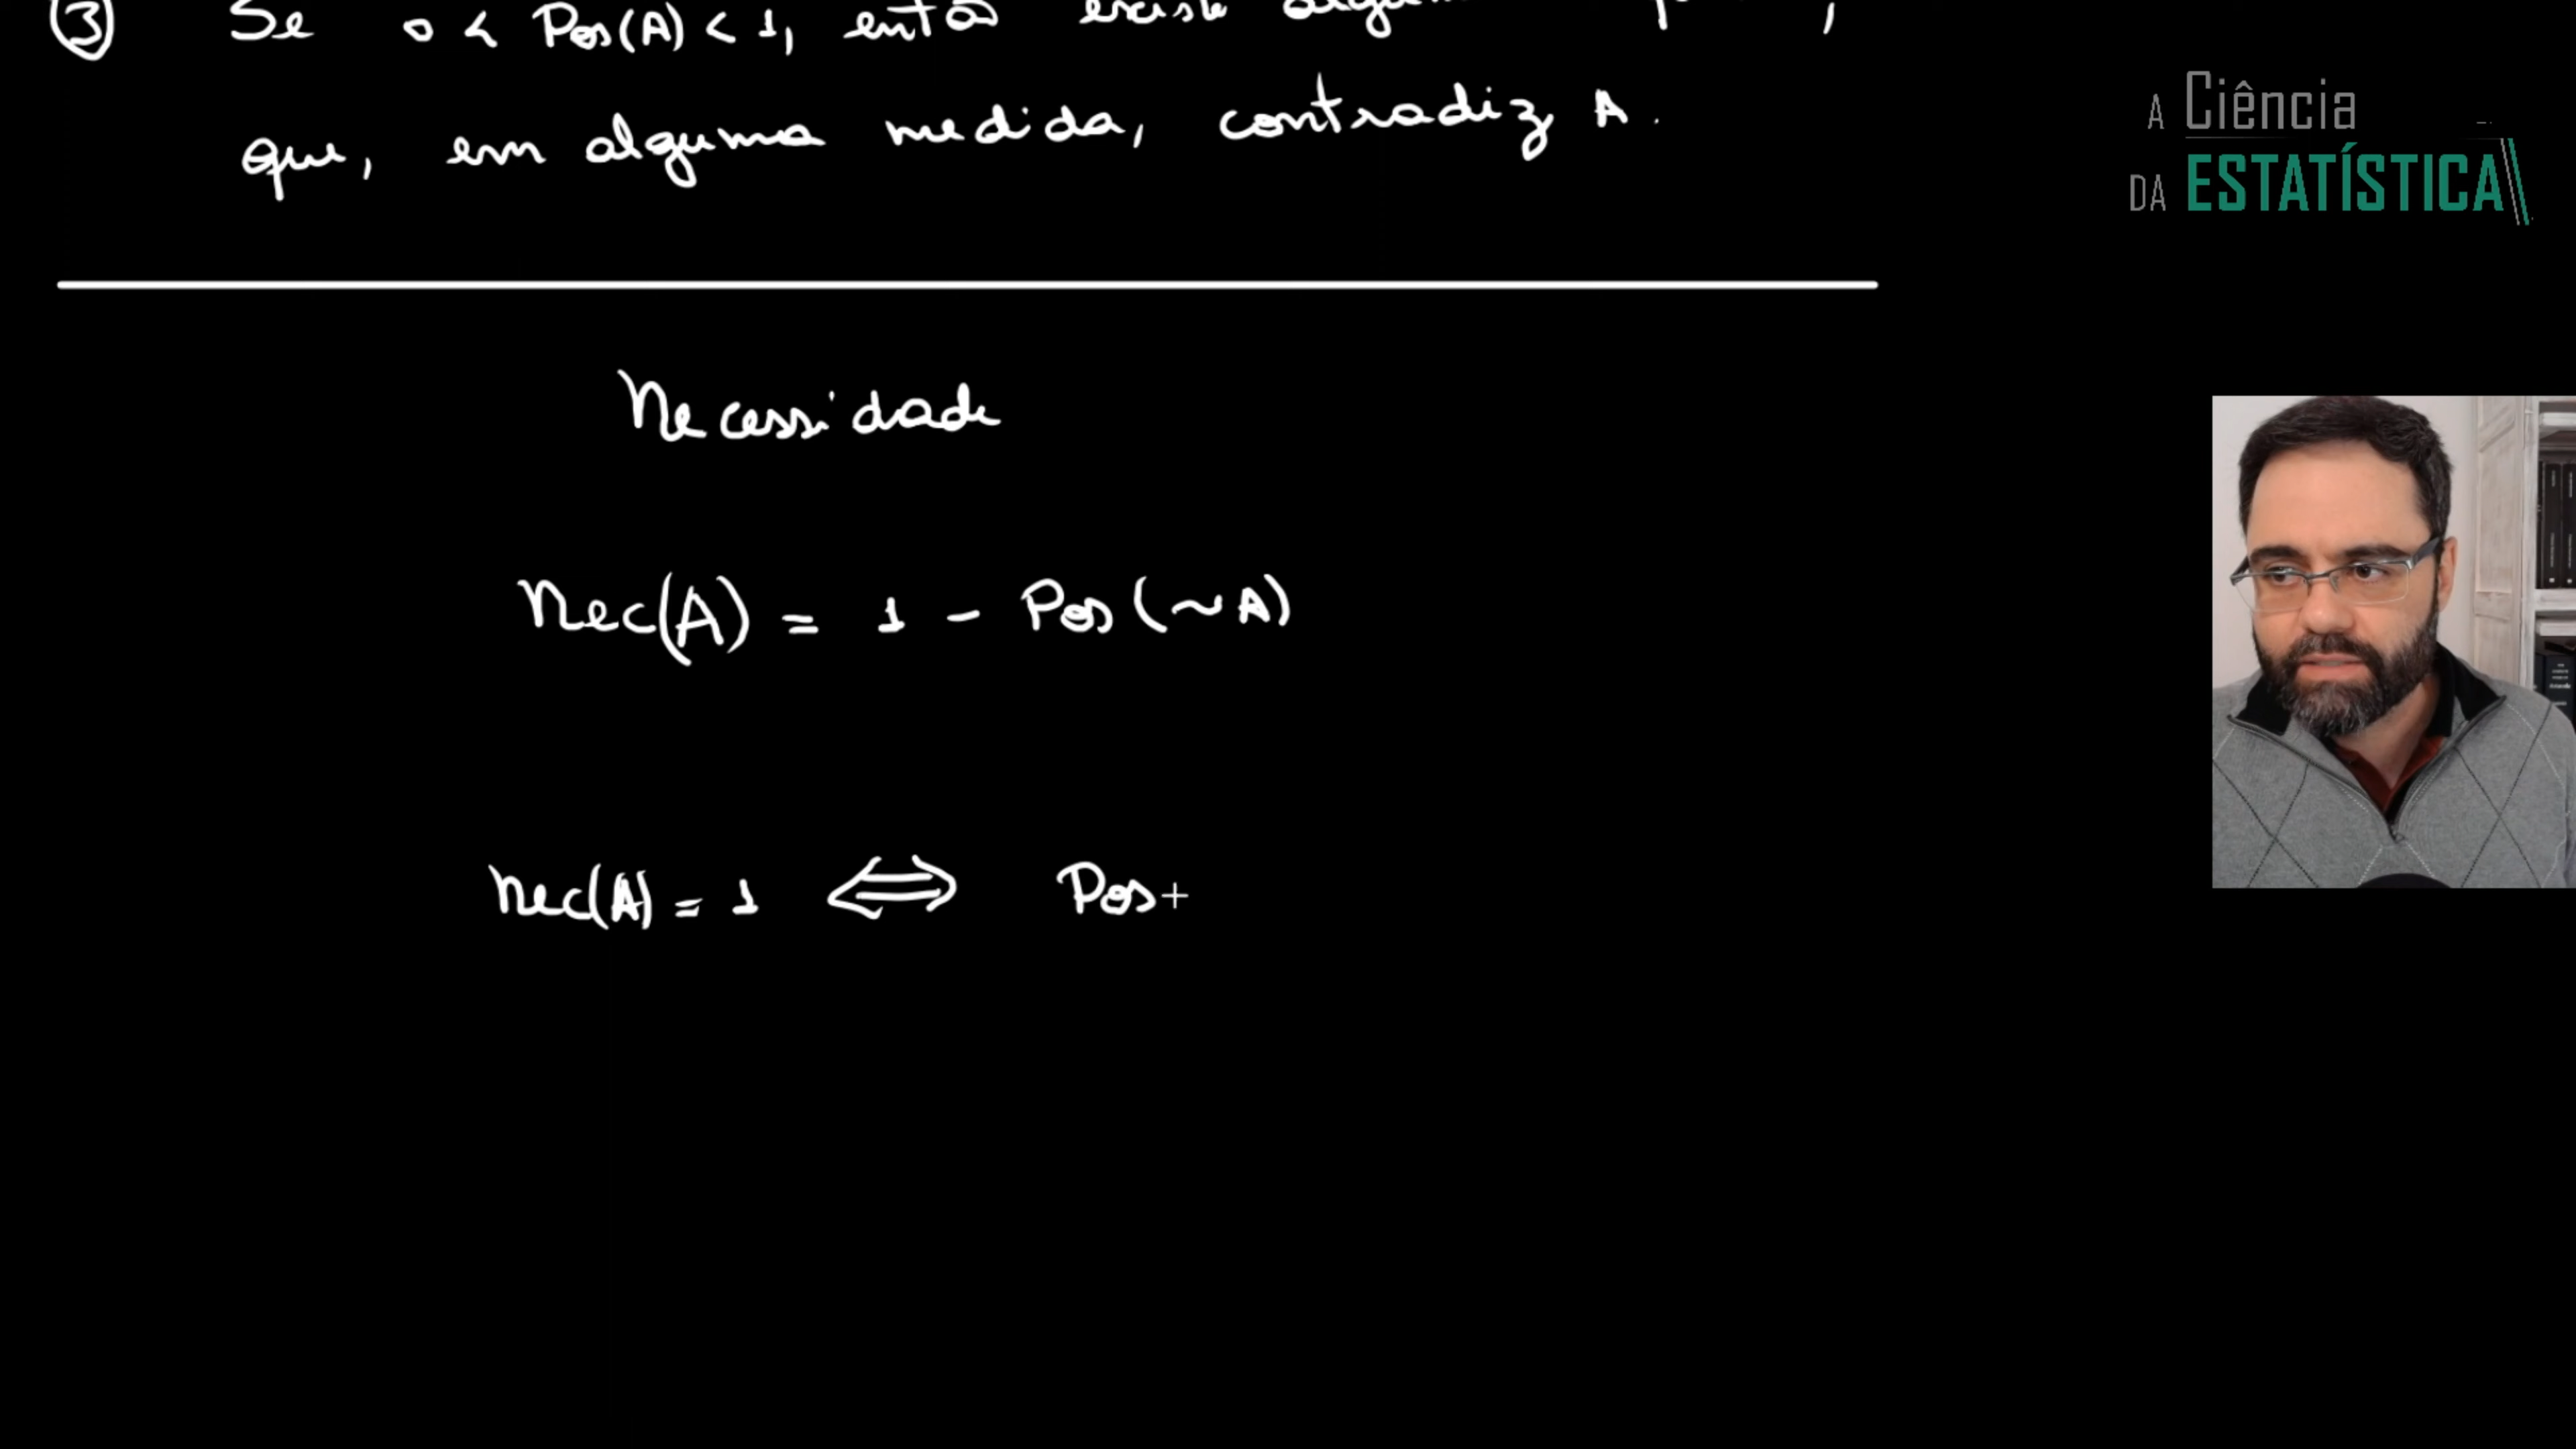 ③ Se 0 < Pos(A) < 1, então existe
que, em alguma medida, contradiz A.
A Ciência
DA ESTATÍSTICA
Necessidade
Nec(A) = 1 - Pos(~A)
Nec(A) = 1 ⟺ Pos